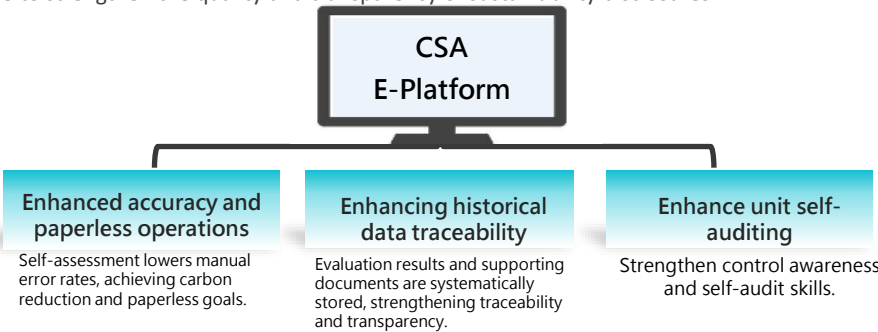 CSA
E-Platform
Enhanced accuracy and
paperless operations
Self-assessment lowers manual
error rates, achieving carbon
reduction and paperless goals.
Enhancing historical
data traceability
Evaluation results and supporting
documents are systematically
stored, strengthening traceability
and transparency.
Enhance unit self-
auditing
Strengthen control awareness
and self-audit skills.